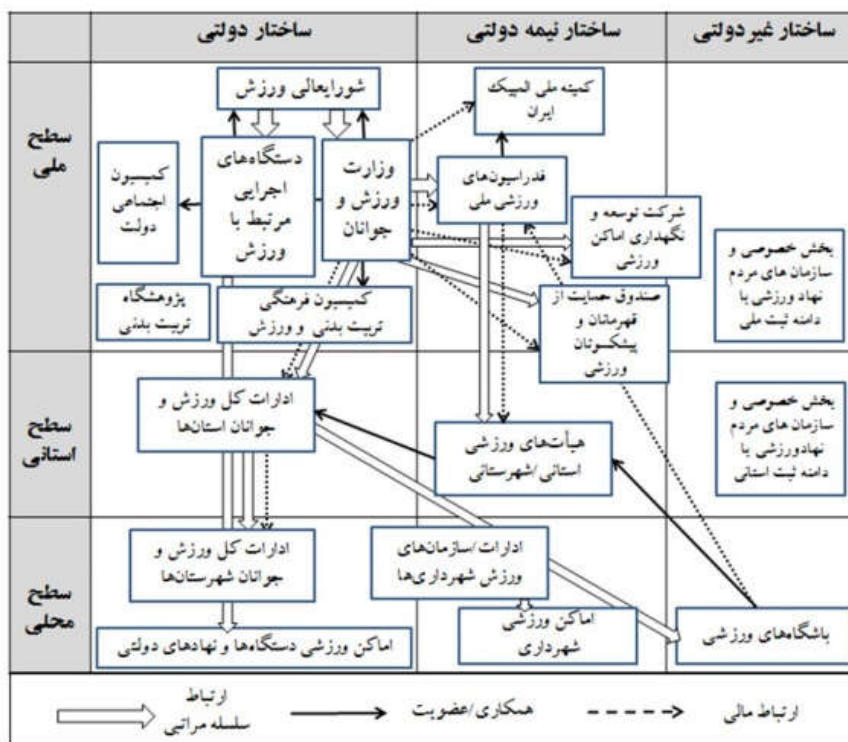 ساختار غیر دولتی
ساختار نیمه دولتی
ساختار دولتی
سطح
ملی
شورایعالی ورزش
دستگاه‌های
اجرایی
مرتبط با
ورزش
وزارت
ورزش و
جوانان
کمیسیون
اجتماعی
دولت
پژوهشگاه
تربیت بدنی
کمیسیون فرهنگی
تربیت بدنی و ورزش
کمیته ملی المپیک
ایران
فدراسیون‌های
ورزشی ملی
شرکت توسعه و
نگهداری اماکن
ورزشی
صندوق حمایت از
قهرمانان و
پیشکسوتان
ورزشی
بخش خصوصی و
سازمان های مردم
نهاد ورزشی با
دامنه ثبت ملی
سطح
استانی
ادارات کل ورزش و
جوانان استان‌ها
هیأت‌های ورزشی
استانی/شهرستانی
بخش خصوصی و
سازمان های مردم
نهادورزشی با
دامنه ثبت استانی
سطح
محلی
ادارات کل ورزش و
جوانان شهرستان‌ها
اماکن ورزشی دستگاه‌ها و نهادهای دولتی
ادارات/سازمان‌های
ورزش شهرداری‌ها
اماکن ورزشی
شهرداری
باشگاه‌های ورزشی
ارتباط
سلسله مراتبی
همکاری/عضویت
ارتباط مالی